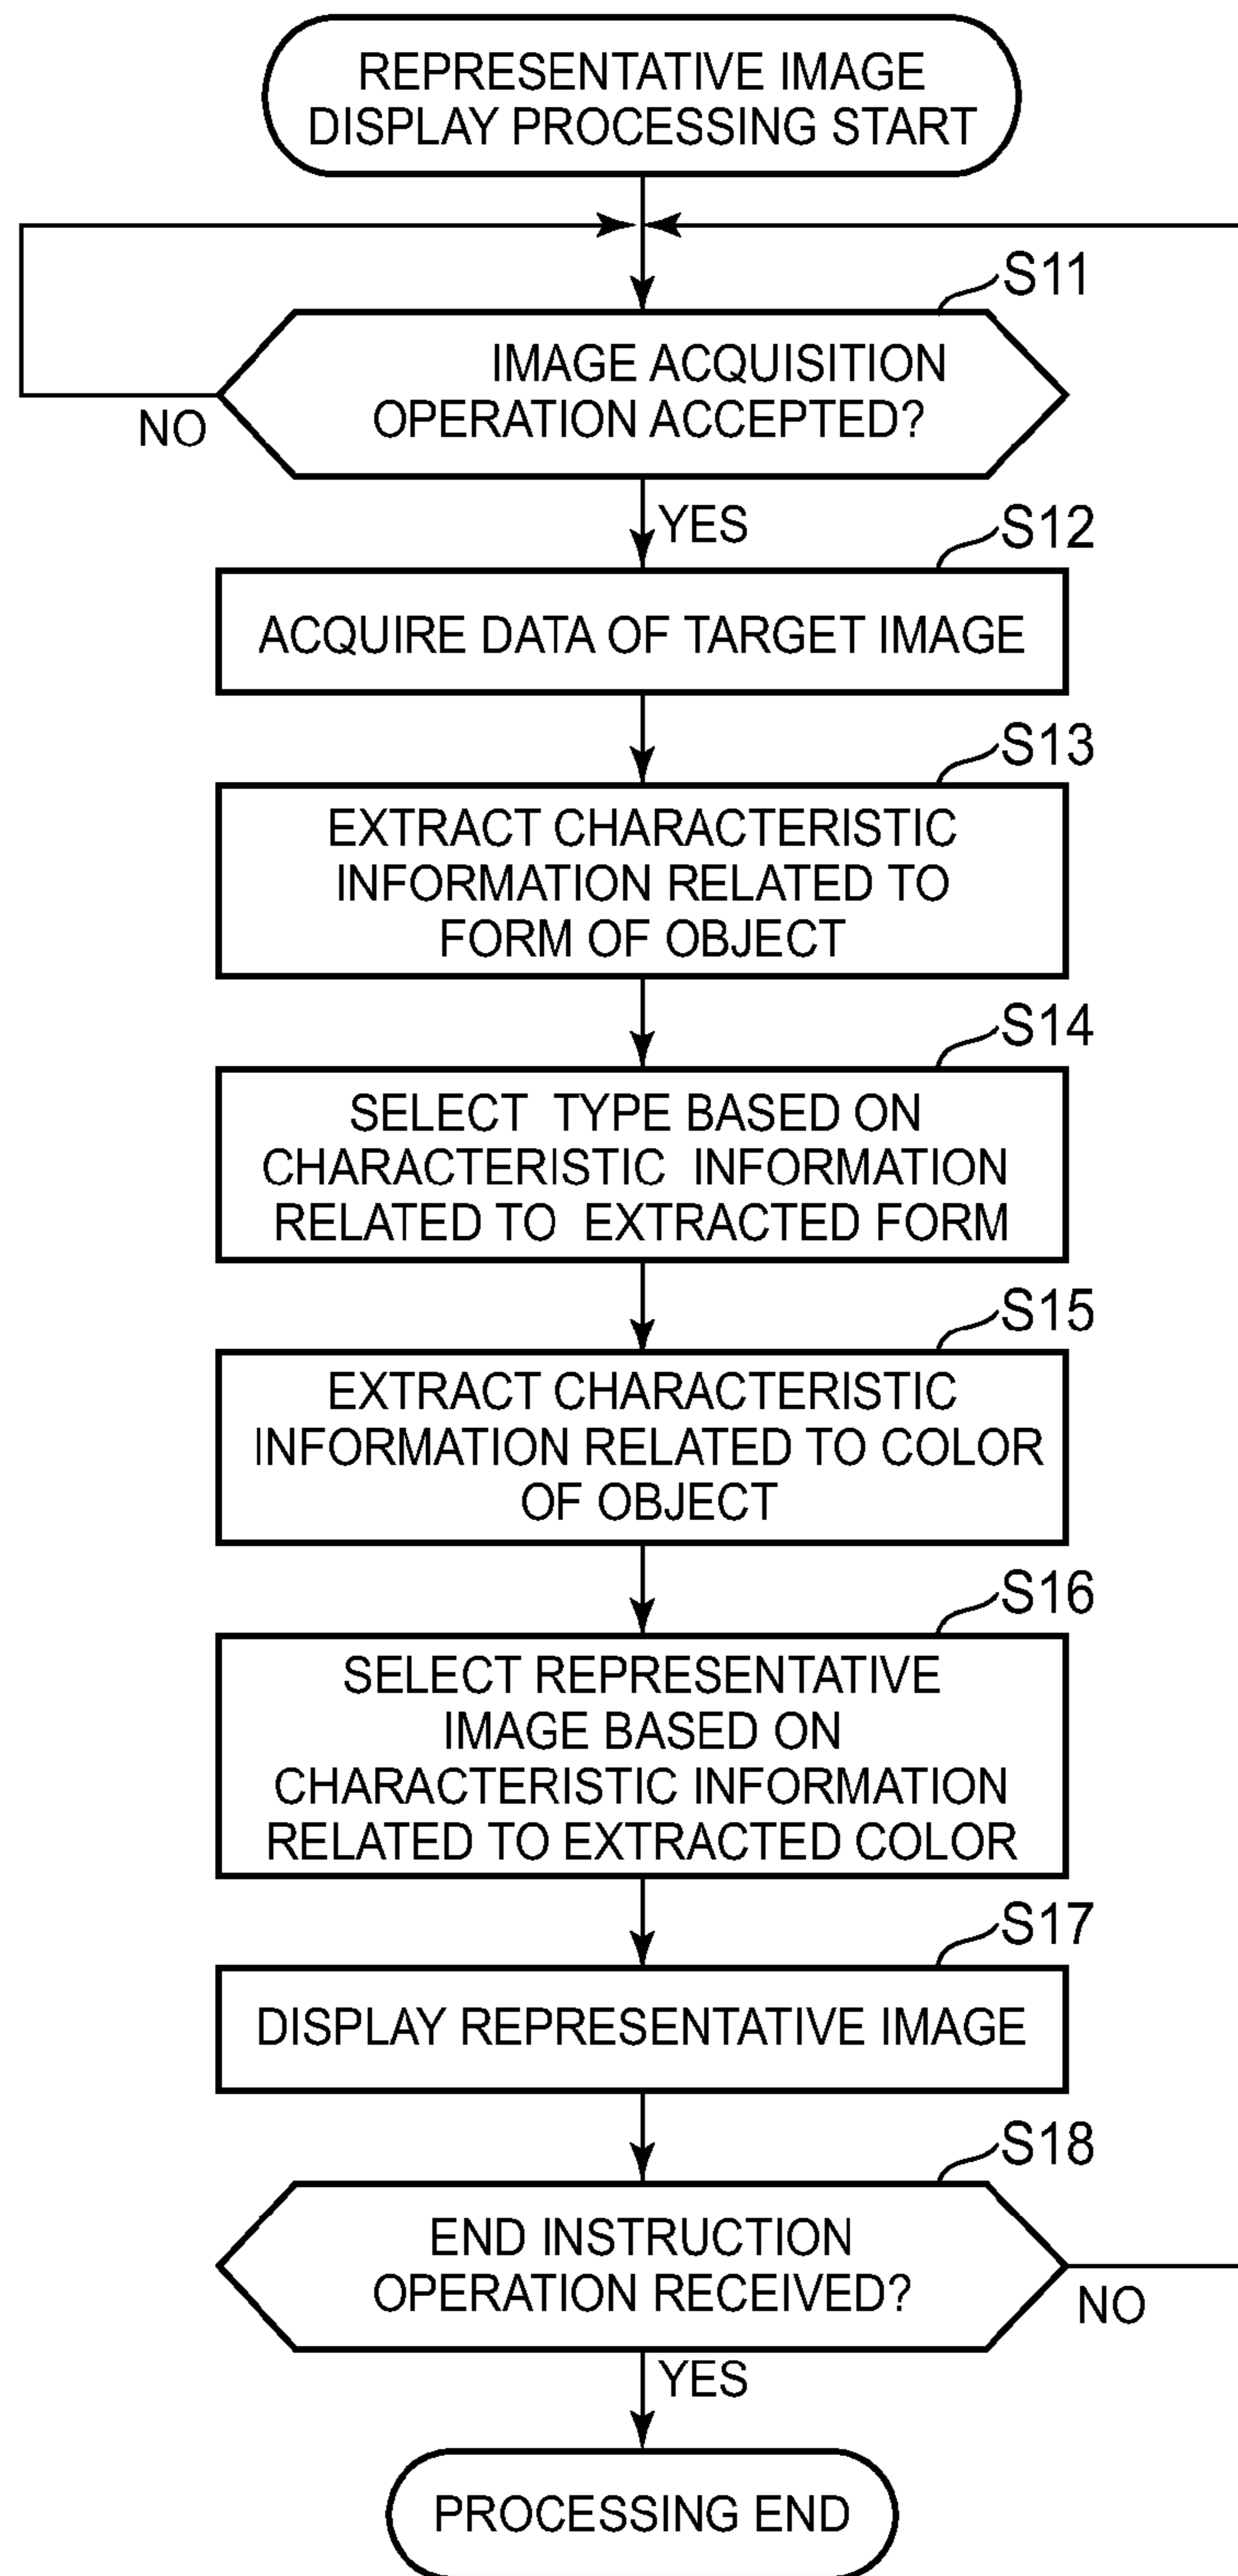 REPRESENTATIVE IMAGE
DISPLAY PROCESSING START
S11
IMAGE ACQUISITION
OPERATION ACCEPTED?
NO
YES
S12
ACQUIRE DATA OF TARGET IMAGE
S13
EXTRACT CHARACTERISTIC
INFORMATION RELATED TO
FORM OF OBJECT
S14
SELECT TYPE BASED ON
CHARACTERISTIC INFORMATION
RELATED TO EXTRACTED FORM
S15
EXTRACT CHARACTERISTIC
INFORMATION RELATED TO COLOR
OF OBJECT
S16
SELECT REPRESENTATIVE
IMAGE BASED ON
CHARACTERISTIC INFORMATION
RELATED TO EXTRACTED COLOR
S17
DISPLAY REPRESENTATIVE IMAGE
S18
END INSTRUCTION
OPERATION RECEIVED?
NO
YES
PROCESSING END